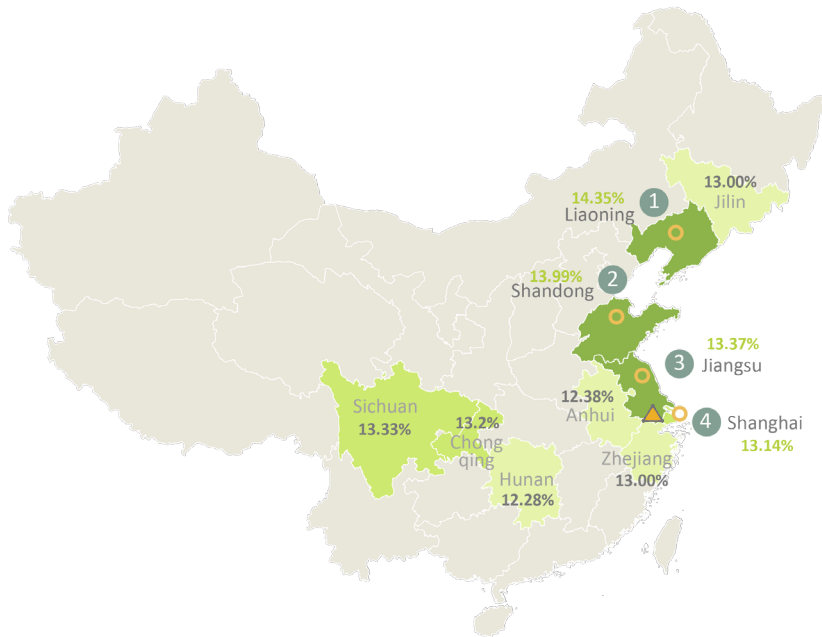 13.00%
Jilin
14.35%
1
Liaoning
13.99%
2
Shandong
13.37%
3
Jiangsu
12.38%
Anhui
4
Shanghai
13.14%
Sichuan
13.33%
13.2%
Chong
qing
Zhejiang
13.00%
Hunan
12.28%